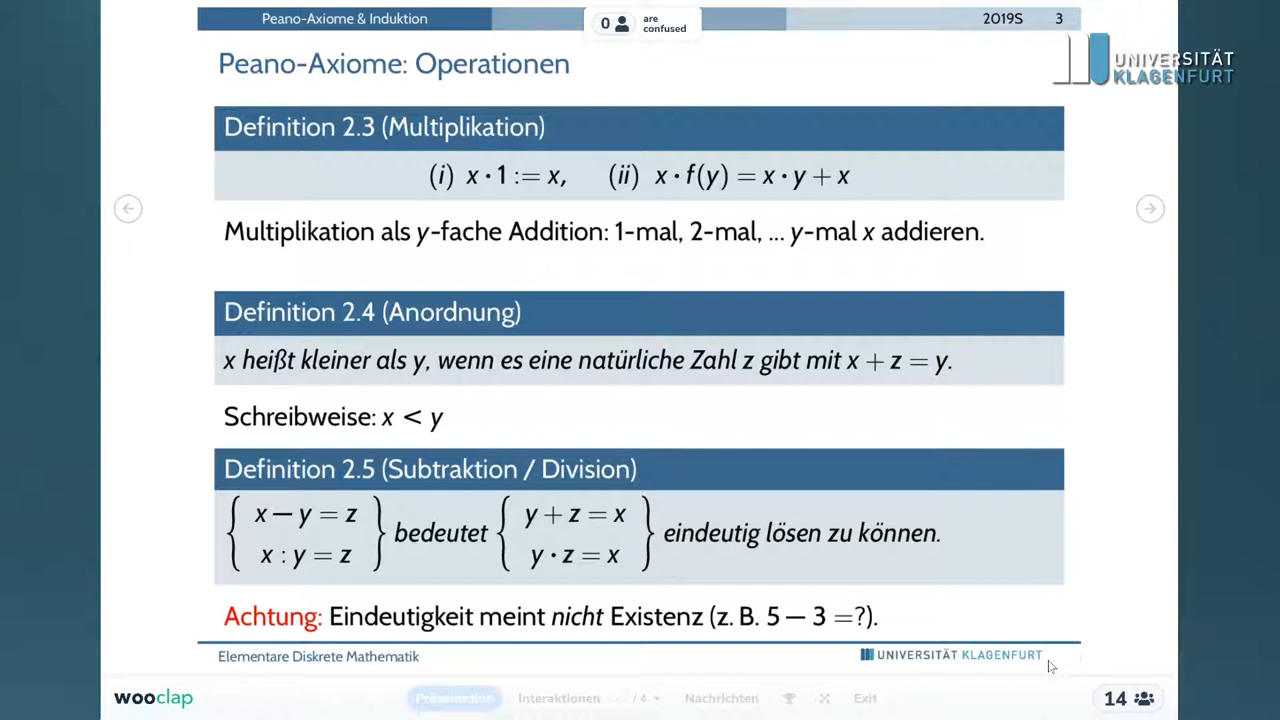 Peano-Axiome & Induktion
0 are confused
2019S 3
Peano-Axiome: Operationen
UNIVERSITÄT
KLAGENFURT
Definition 2.3 (Multiplikation)
(i) x · 1 := x, (ii) x · f(y) = x · y + x
Multiplikation als y-fache Addition: 1-mal, 2-mal, ... y-mal x addieren.
Definition 2.4 (Anordnung)
x heißt kleiner als y, wenn es eine natürliche Zahl z gibt mit x + z = y.
Schreibweise: x < y
Definition 2.5 (Subtraktion / Division)
{ x − y = z
x : y = z } bedeutet { y + z = x
y · z = x } eindeutig lösen zu können.
Achtung: Eindeutigkeit meint nicht Existenz (z. B. 5 − 3 =?).
Elementare Diskrete Mathematik
UNIVERSITÄT KLAGENFURT
wooclap
Präsentation Interaktionen - / 4 Nachrichten Exit
14